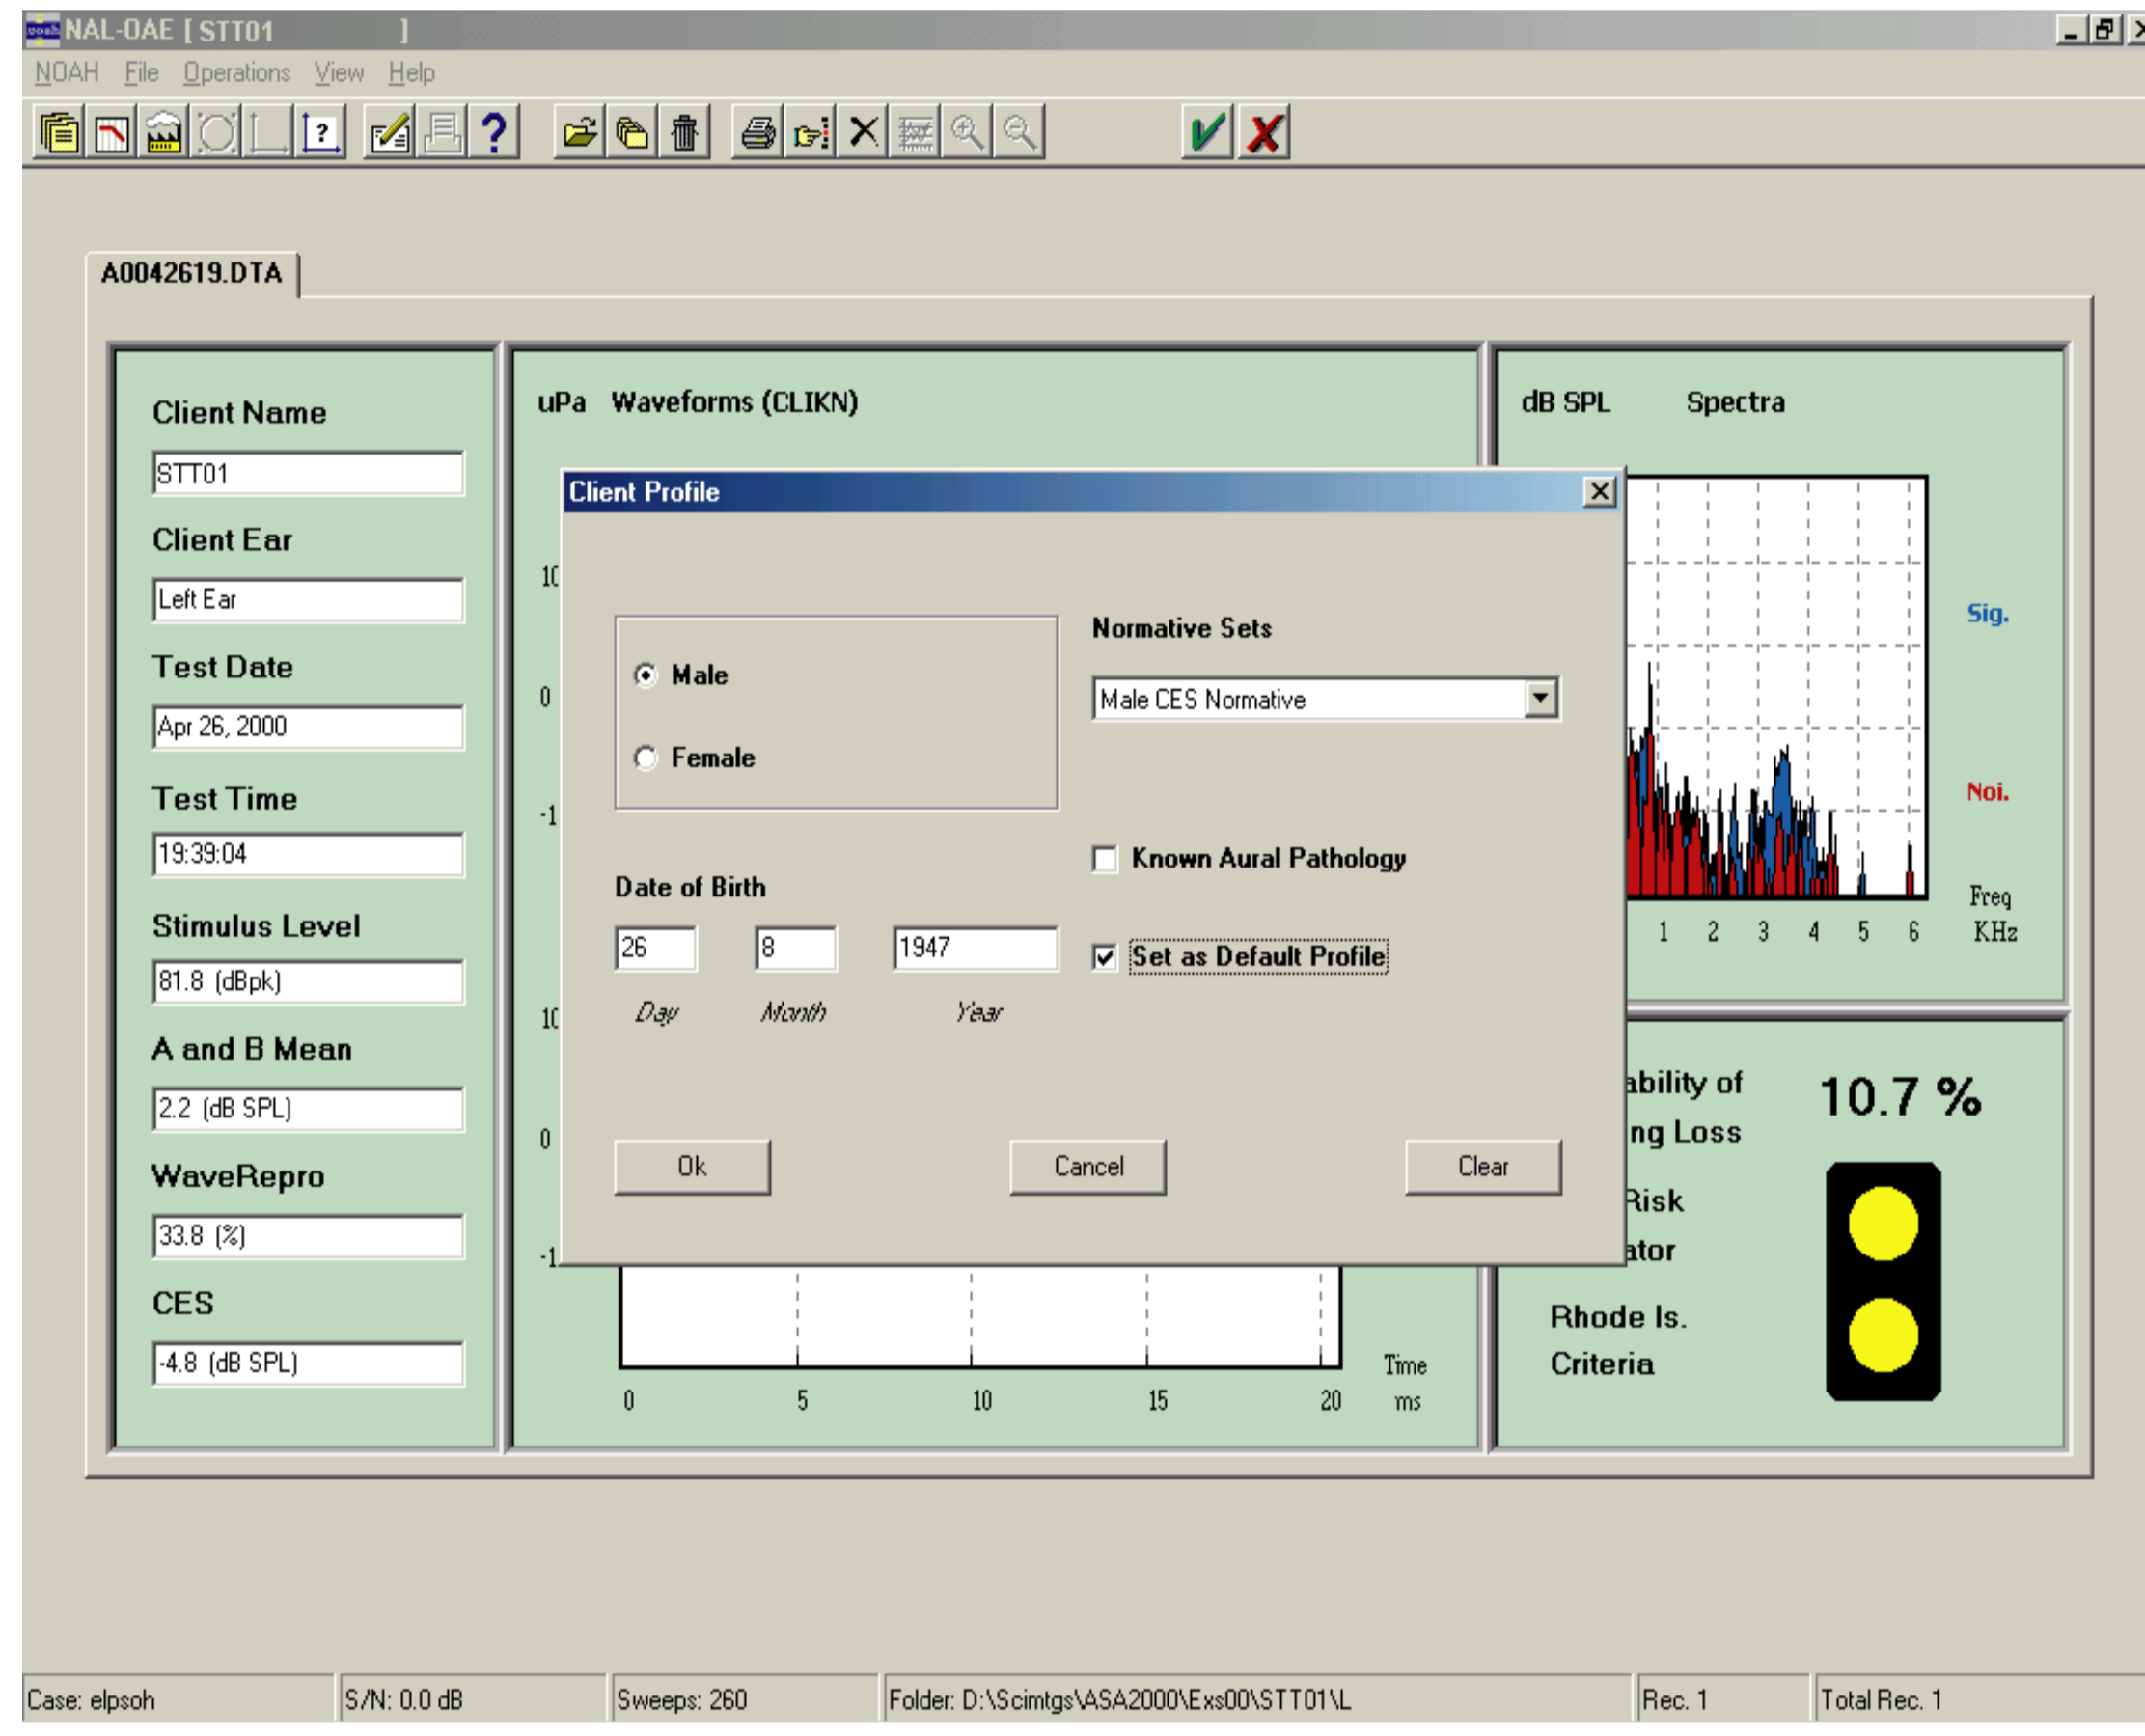 NAL-OAE [ STT01 ]
NOAH File Operations View Help
A0042619.DTA
Client Name
STT01
Client Ear
Left Ear
Test Date
Apr 26, 2000
Test Time
19:39:04
Stimulus Level
81.8 (dBpk)
A and B Mean
2.2 (dB SPL)
WaveRepro
33.8 (%)
CES
-4.8 (dB SPL)
uPa Waveforms (CLIKN)
10
0
-1
10
0
-1
0 5 10 15 20
Time
ms
Client Profile
Male
Female
Normative Sets
Male CES Normative
Known Aural Pathology
Date of Birth
26 8 1947
Day Month Year
Set as Default Profile
Ok Cancel Clear
dB SPL Spectra
Sig.
Noi.
Freq
KHz
1 2 3 4 5 6
ability of
ng Loss
10.7 %
Risk
ator
Rhode Is.
Criteria
Case: elpsoh S/N: 0.0 dB Sweeps: 260 Folder: D:\Scimtgs\ASA2000\Exs00\STT01\L Rec. 1 Total Rec. 1